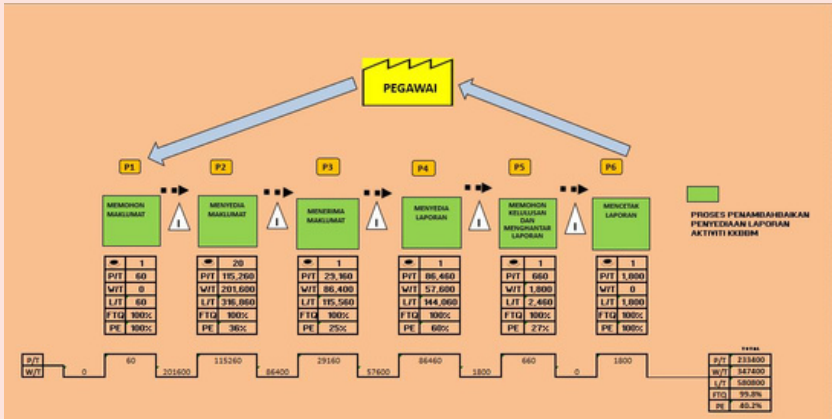 PEGAWAI
P1
P2
P3
P4
P5
P6
MEMOHON
MAKLUMAT
MENYEDIA
MAKLUMAT
MENERIMA
MAKLUMAT
MENYEDIA
LAPORAN
MEMOHON
KELULUSAN
DAN
MENGHANTAR
LAPORAN
MENCETAK
LAPORAN
I I I I I
PROSES PENAMBAHBAIKAN
PENYEDIAAN LAPORAN
AKTIVITI
1
P/T 60
W/T 0
L/T 60
FTQ 100%
PE 100%
20
P/T 115,260
W/T 201,600
L/T 316,860
FTQ 100%
PE 36%
1
P/T 29,160
W/T 86,400
L/T 115,560
FTQ 100%
PE 25%
1
P/T 86,460
W/T 57,600
L/T 144,060
FTQ 100%
PE 60%
1
P/T 660
W/T 1,800
L/T 2,460
FTQ 100%
PE 27%
1
P/T 1,800
W/T 0
L/T 1,800
FTQ 100%
PE 100%
P/T 60 115260 29160 86460 660 1800
W/T 0 201600 86400 57600 1800 0
TOTAL
P/T 233400
W/T 347400
L/T 580800
FTQ 99.8%
PE 40.2%